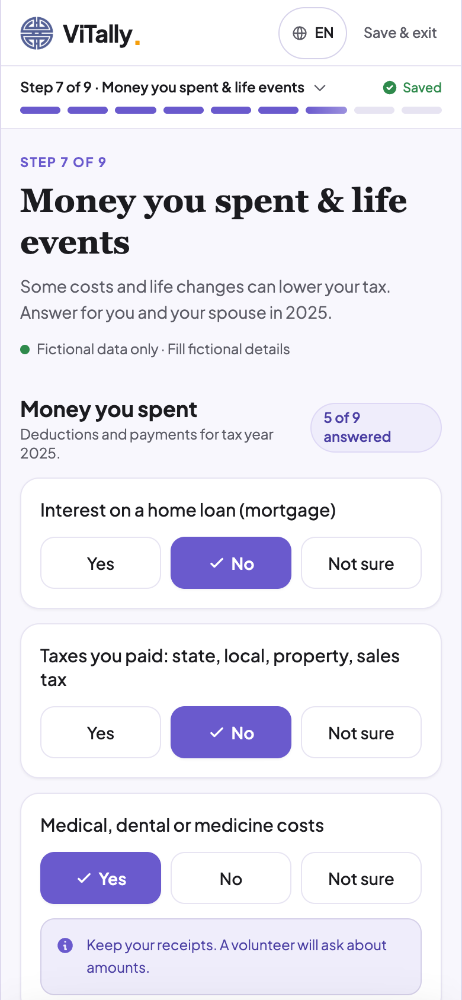 ViTally.
EN
Save & exit
Step 7 of 9 · Money you spent & life events
Saved
STEP 7 OF 9
Money you spent & life
events
Some costs and life changes can lower your tax.
Answer for you and your spouse in 2025.
Fictional data only · Fill fictional details
Money you spent
Deductions and payments for tax year
2025.
5 of 9
answered
Interest on a home loan (mortgage)
Yes
No
Not sure
Taxes you paid: state, local, property, sales
tax
Yes
No
Not sure
Medical, dental or medicine costs
Yes
No
Not sure
Keep your receipts. A volunteer will ask about
amounts.